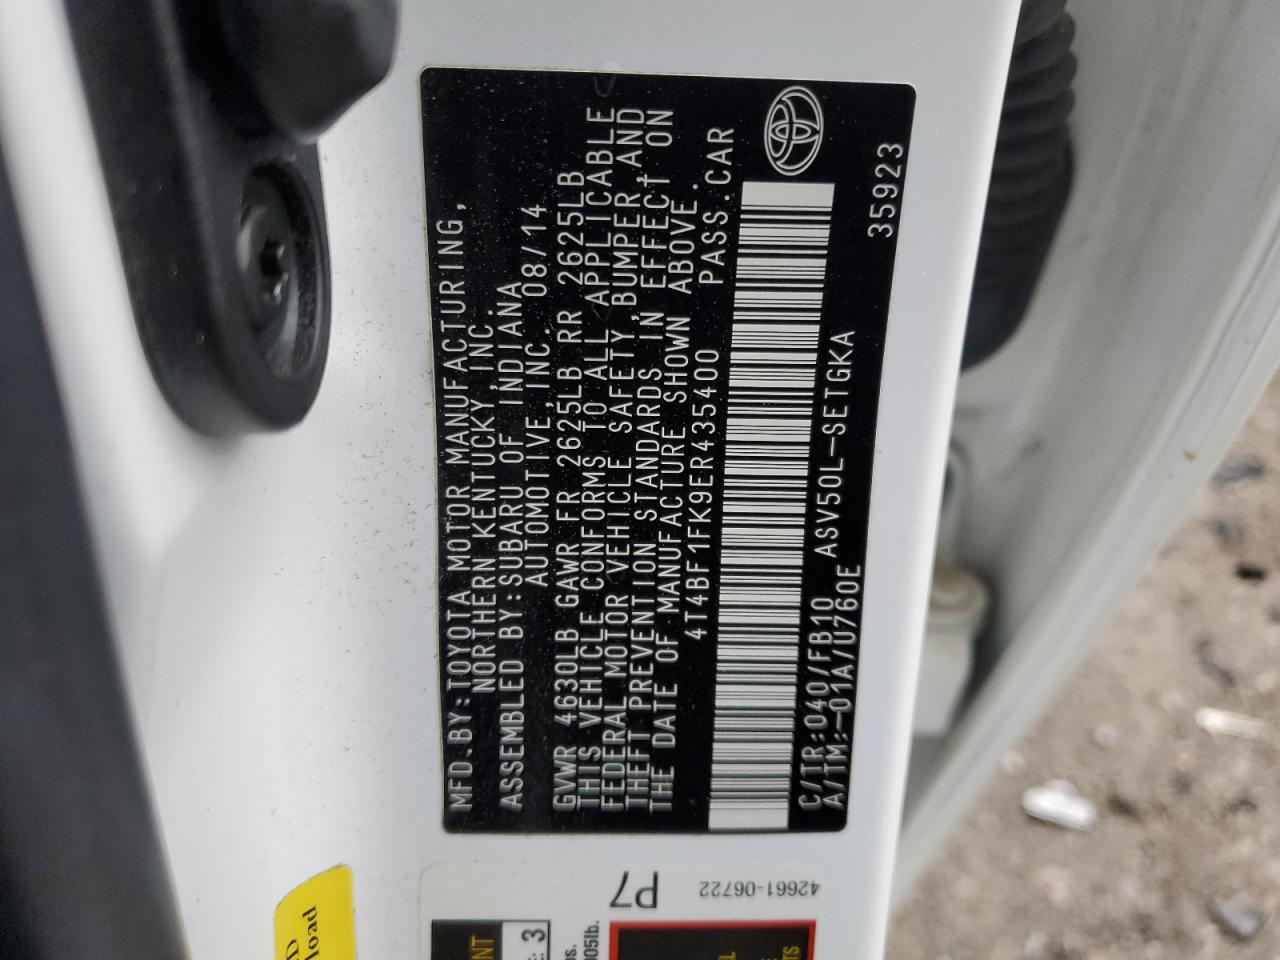 MFD.BY:TOYOTA MOTOR MANUFACTURING,
NORTHERN KENTUCKY,INC.
ASSEMBLED BY:SUBARU OF INDIANA
AUTOMOTIVE,INC. 08/14
GVWR 4630LB GAWR FR 2625LB RR 2625LB
THIS VEHICLE CONFORMS TO ALL APPLICABLE
FEDERAL MOTOR VEHICLE SAFETY,BUMPER,AND
THEFT PREVENTION STANDARDS IN EFFECT ON
THE DATE OF MANUFACTURE SHOWN ABOVE.
4T4BF1FK9ER435400 PASS.CAR
C/TR:040/FB10 ASV50L-SETGKA
A/TM:-01A/U760E 35923
P7
42661-06722
: 3
005lb.
load